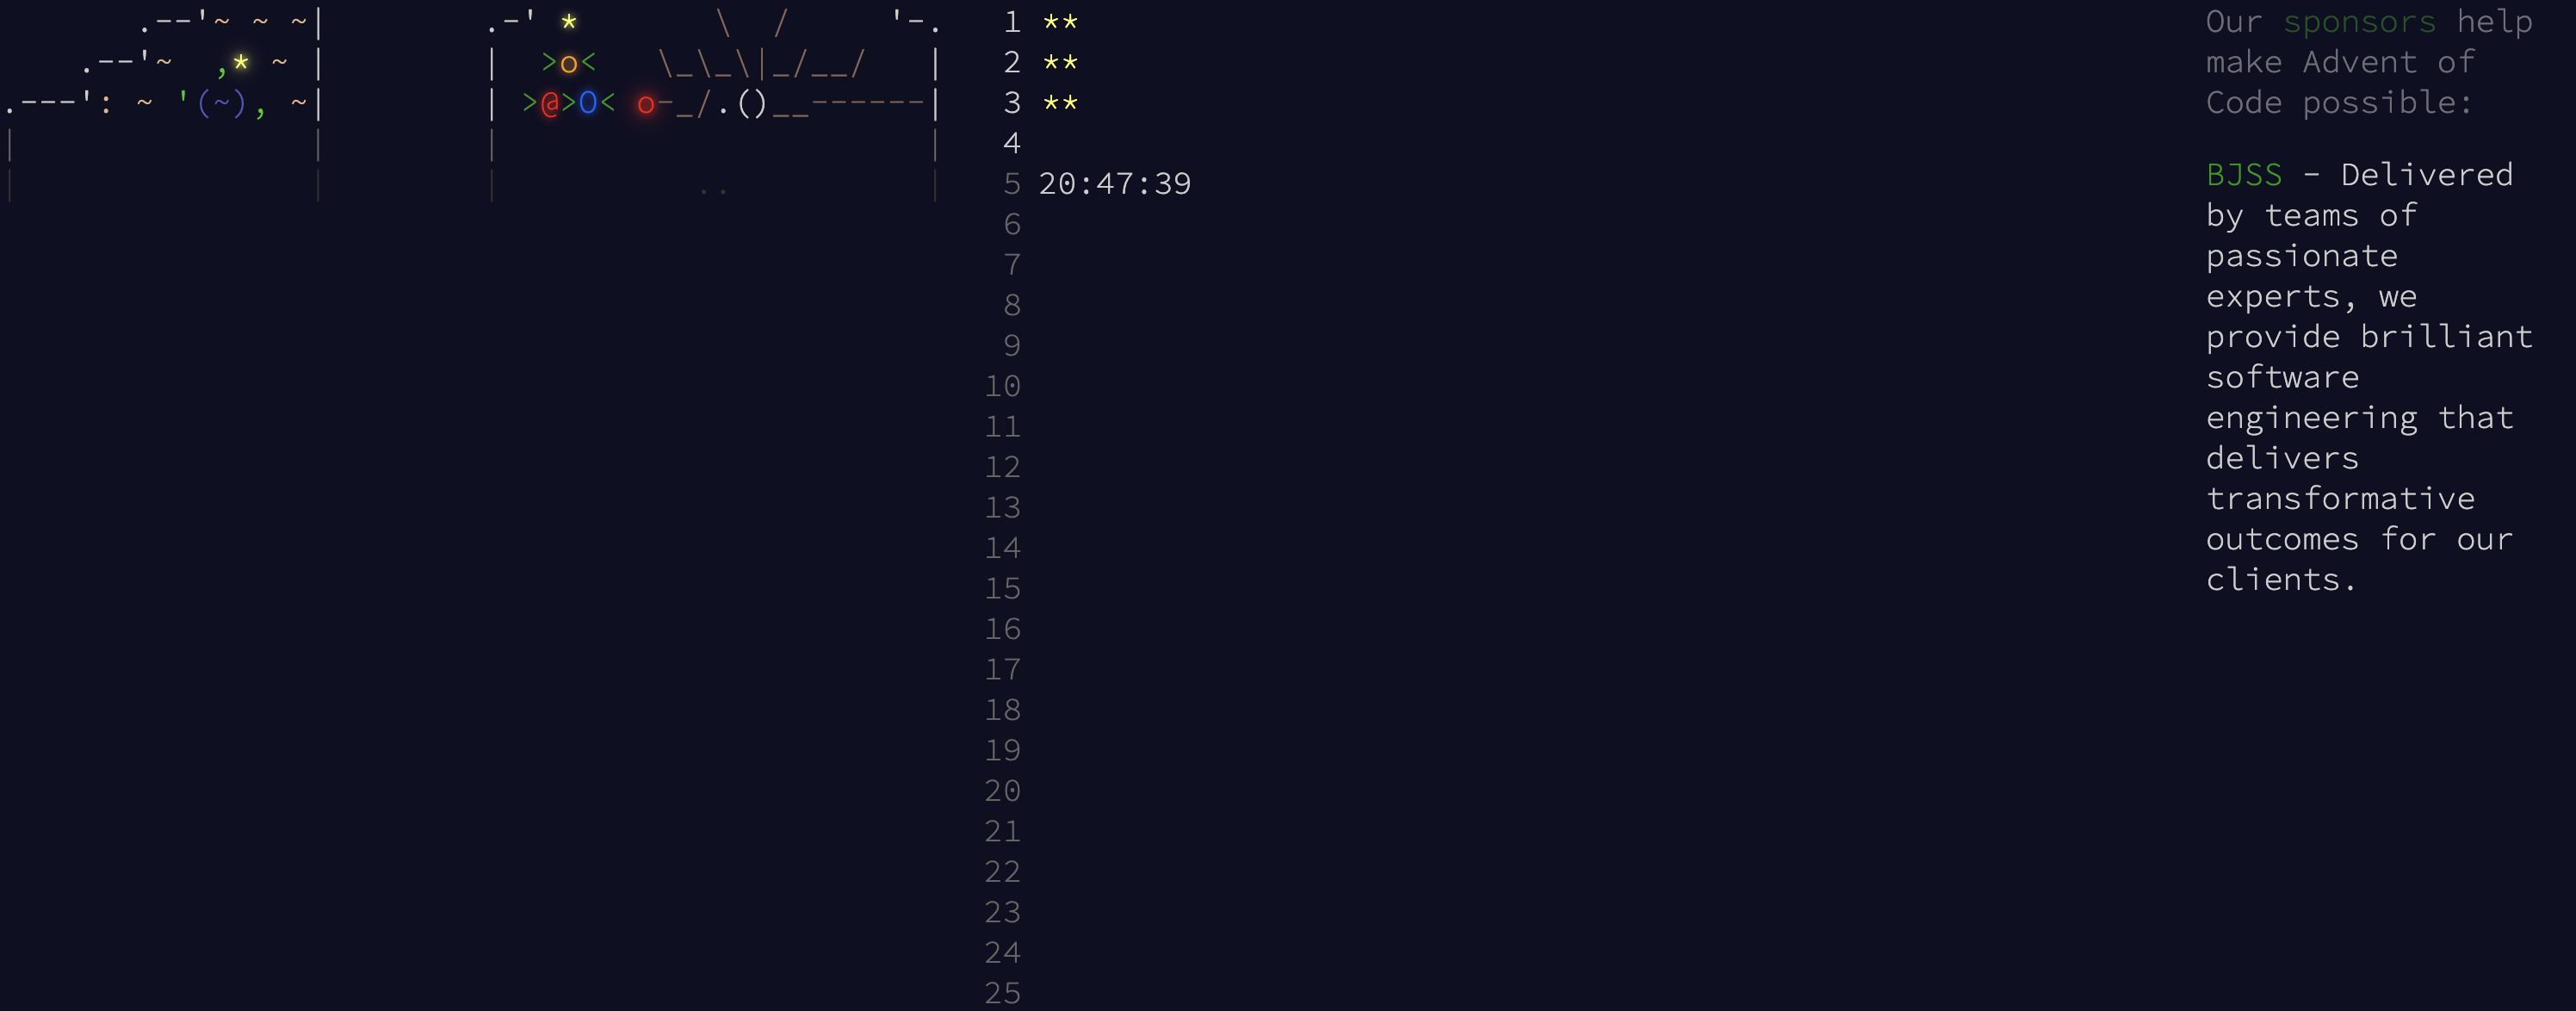 .--'~ ~ ~|        .-' *       \  /     '-.   1 **
.--'~  ,* ~ |        |  >o<   \_\_\|_/__/   |   2 **
.---': ~ '(~), ~|        | >@>O< o-_/.()__------|   3 **
|               |        |                      |   4
|               |        |          ..          |   5 20:47:39
6
7
8
9
10
11
12
13
14
15
16
17
18
19
20
21
22
23
24
25
Our sponsors help
make Advent of
Code possible:
BJSS - Delivered
by teams of
passionate
experts, we
provide brilliant
software
engineering that
delivers
transformative
outcomes for our
clients.